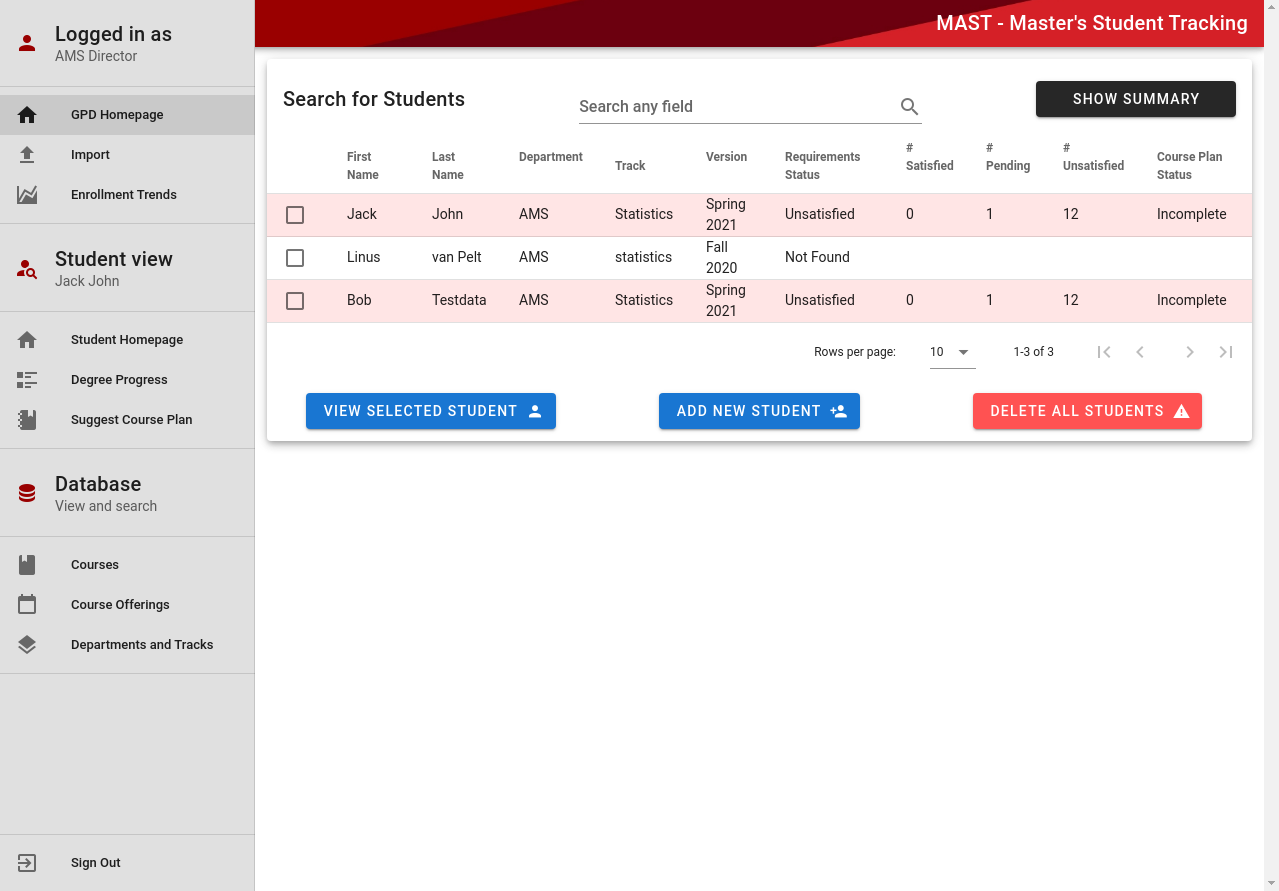 Logged in as
AMS Director
GPD Homepage
Import
Enrollment Trends
Student view
Jack John
Student Homepage
Degree Progress
Suggest Course Plan
Database
View and search
Courses
Course Offerings
Departments and Tracks
Sign Out
MAST - Master's Student Tracking
Search for Students
Search any field
SHOW SUMMARY
First Name Last Name Department Track Version Requirements Status # Satisfied # Pending # Unsatisfied Course Plan Status
Jack John AMS Statistics Spring 2021 Unsatisfied 0 1 12 Incomplete
Linus van Pelt AMS statistics Fall 2020 Not Found
Bob Testdata AMS Statistics Spring 2021 Unsatisfied 0 1 12 Incomplete
Rows per page: 10 1-3 of 3
VIEW SELECTED STUDENT
ADD NEW STUDENT
DELETE ALL STUDENTS